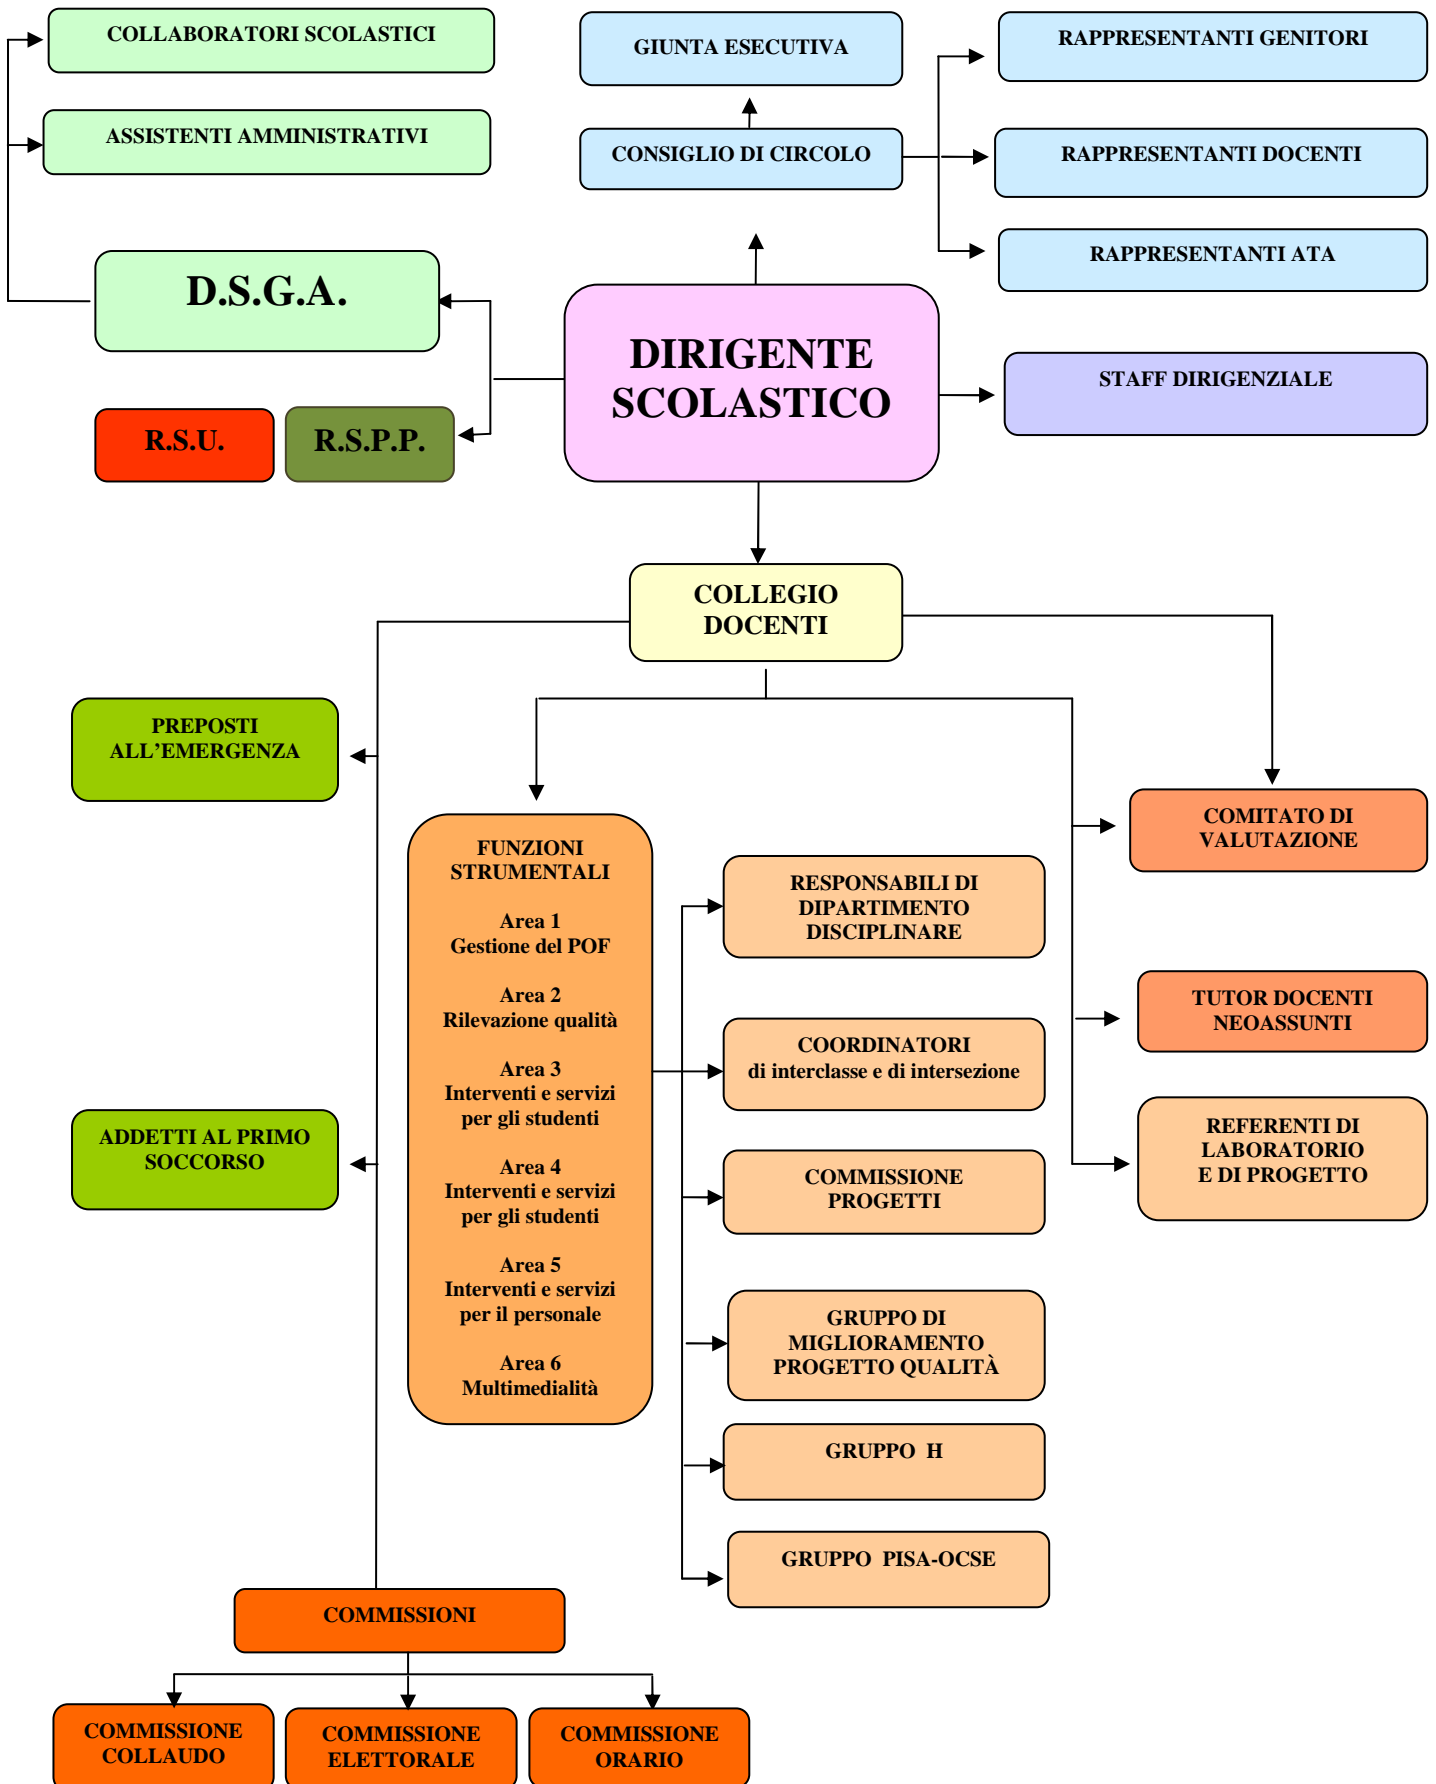 COLLABORATORI SCOLASTICI
GIUNTA ESECUTIVA
RAPPRESENTANTI GENITORI
ASSISTENTI AMMINISTRATIVI
CONSIGLIO DI CIRCOLO
RAPPRESENTANTI DOCENTI
RAPPRESENTANTI ATA
D.S.G.A.
DIRIGENTE
SCOLASTICO
STAFF DIRIGENZIALE
R.S.U.
R.S.P.P.
COLLEGIO
DOCENTI
PREPOSTI
ALL'EMERGENZA
COMITATO DI
VALUTAZIONE
FUNZIONI
STRUMENTALI
Area 1
Gestione del POF
Area 2
Rilevazione qualità
Area 3
Interventi e servizi
per gli studenti
Area 4
Interventi e servizi
per gli studenti
Area 5
Interventi e servizi
per il personale
Area 6
Multimedialità
RESPONSABILI DI
DIPARTIMENTO
DISCIPLINARE
TUTOR DOCENTI
NEOASSUNTI
COORDINATORI
di interclasse e di intersezione
ADDETTI AL PRIMO
SOCCORSO
REFERENTI DI
LABORATORIO
E DI PROGETTO
COMMISSIONE
PROGETTI
GRUPPO DI
MIGLIORAMENTO
PROGETTO QUALITÀ
GRUPPO H
GRUPPO PISA-OCSE
COMMISSIONI
COMMISSIONE
COLLAUDO
COMMISSIONE
ELETTORALE
COMMISSIONE
ORARIO